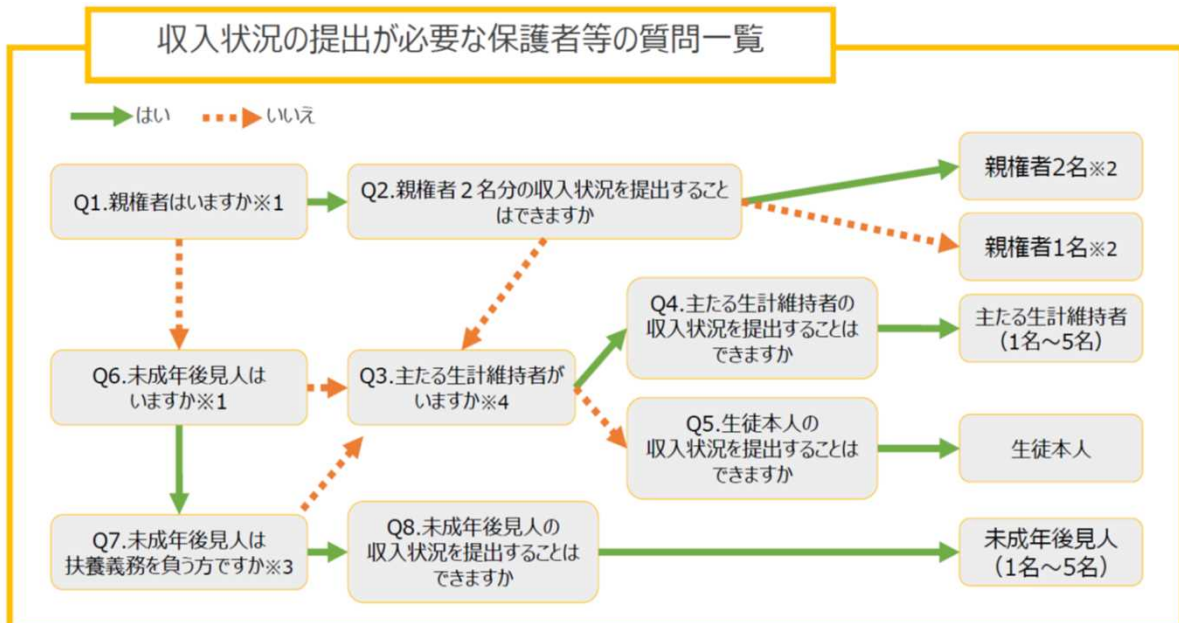 収入状況の提出が必要な保護者等の質問一覧
はい
いいえ
Q1.親権者はいますか※1
Q2.親権者２名分の収入状況を提出すること
はできますか
親権者2名※2
親権者1名※2
Q4.主たる生計維持者の
収入状況を提出することは
できますか
主たる生計維持者
（1名～5名）
Q6.未成年後見人は
いますか※1
Q3.主たる生計維持者が
いますか※4
Q5.生徒本人の
収入状況を提出することは
できますか
生徒本人
Q7.未成年後見人は
扶養義務を負う方ですか※3
Q8.未成年後見人の
収入状況を提出することは
できますか
未成年後見人
（1名～5名）